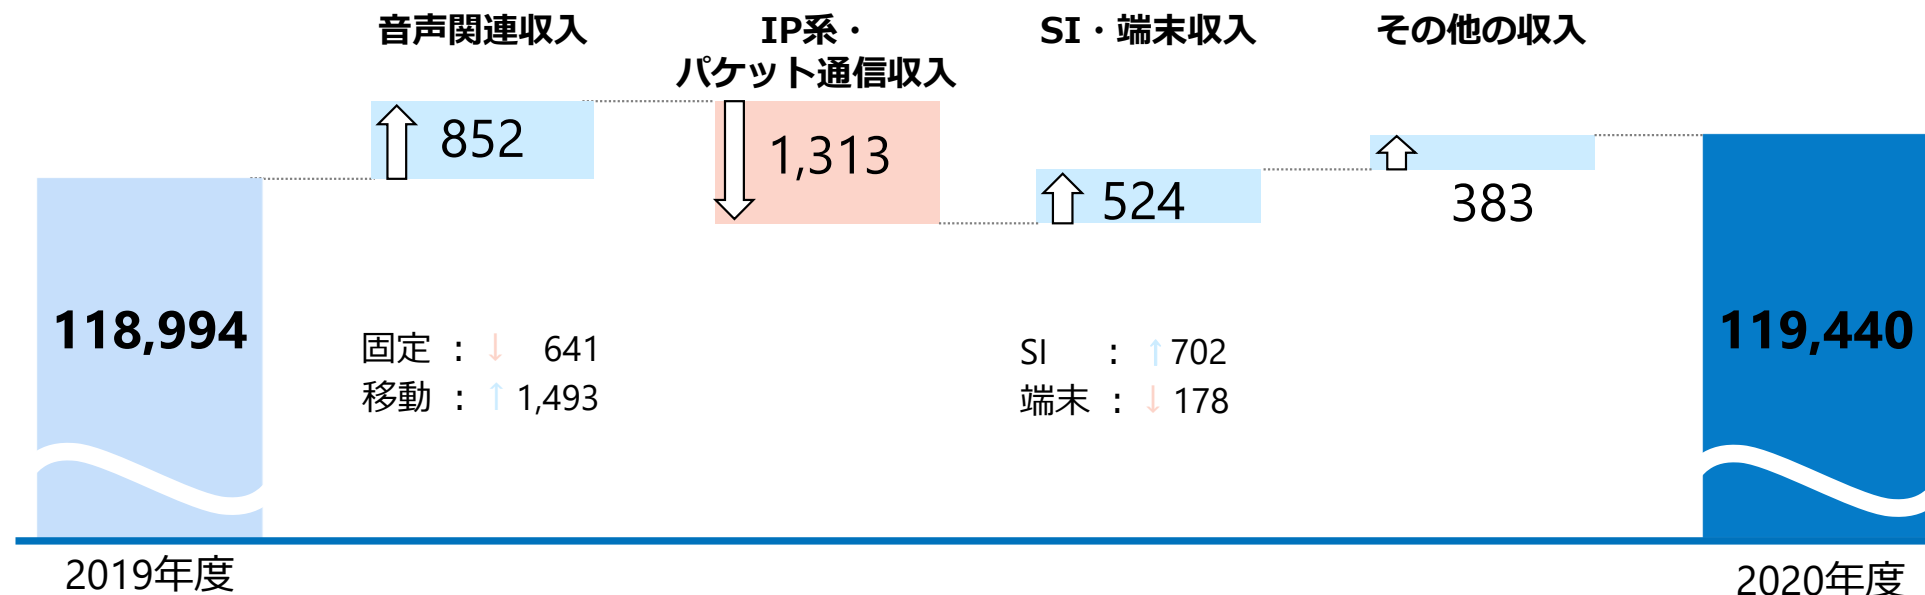 音声関連収入
IP系・
パケット通信収入
SI・端末収入
その他の収入
852
1,313
524
383
118,994
119,440
固定 : ↓ 641
移動 : ↑ 1,493
SI : ↑ 702
端末 : ↓ 178
2019年度
2020年度